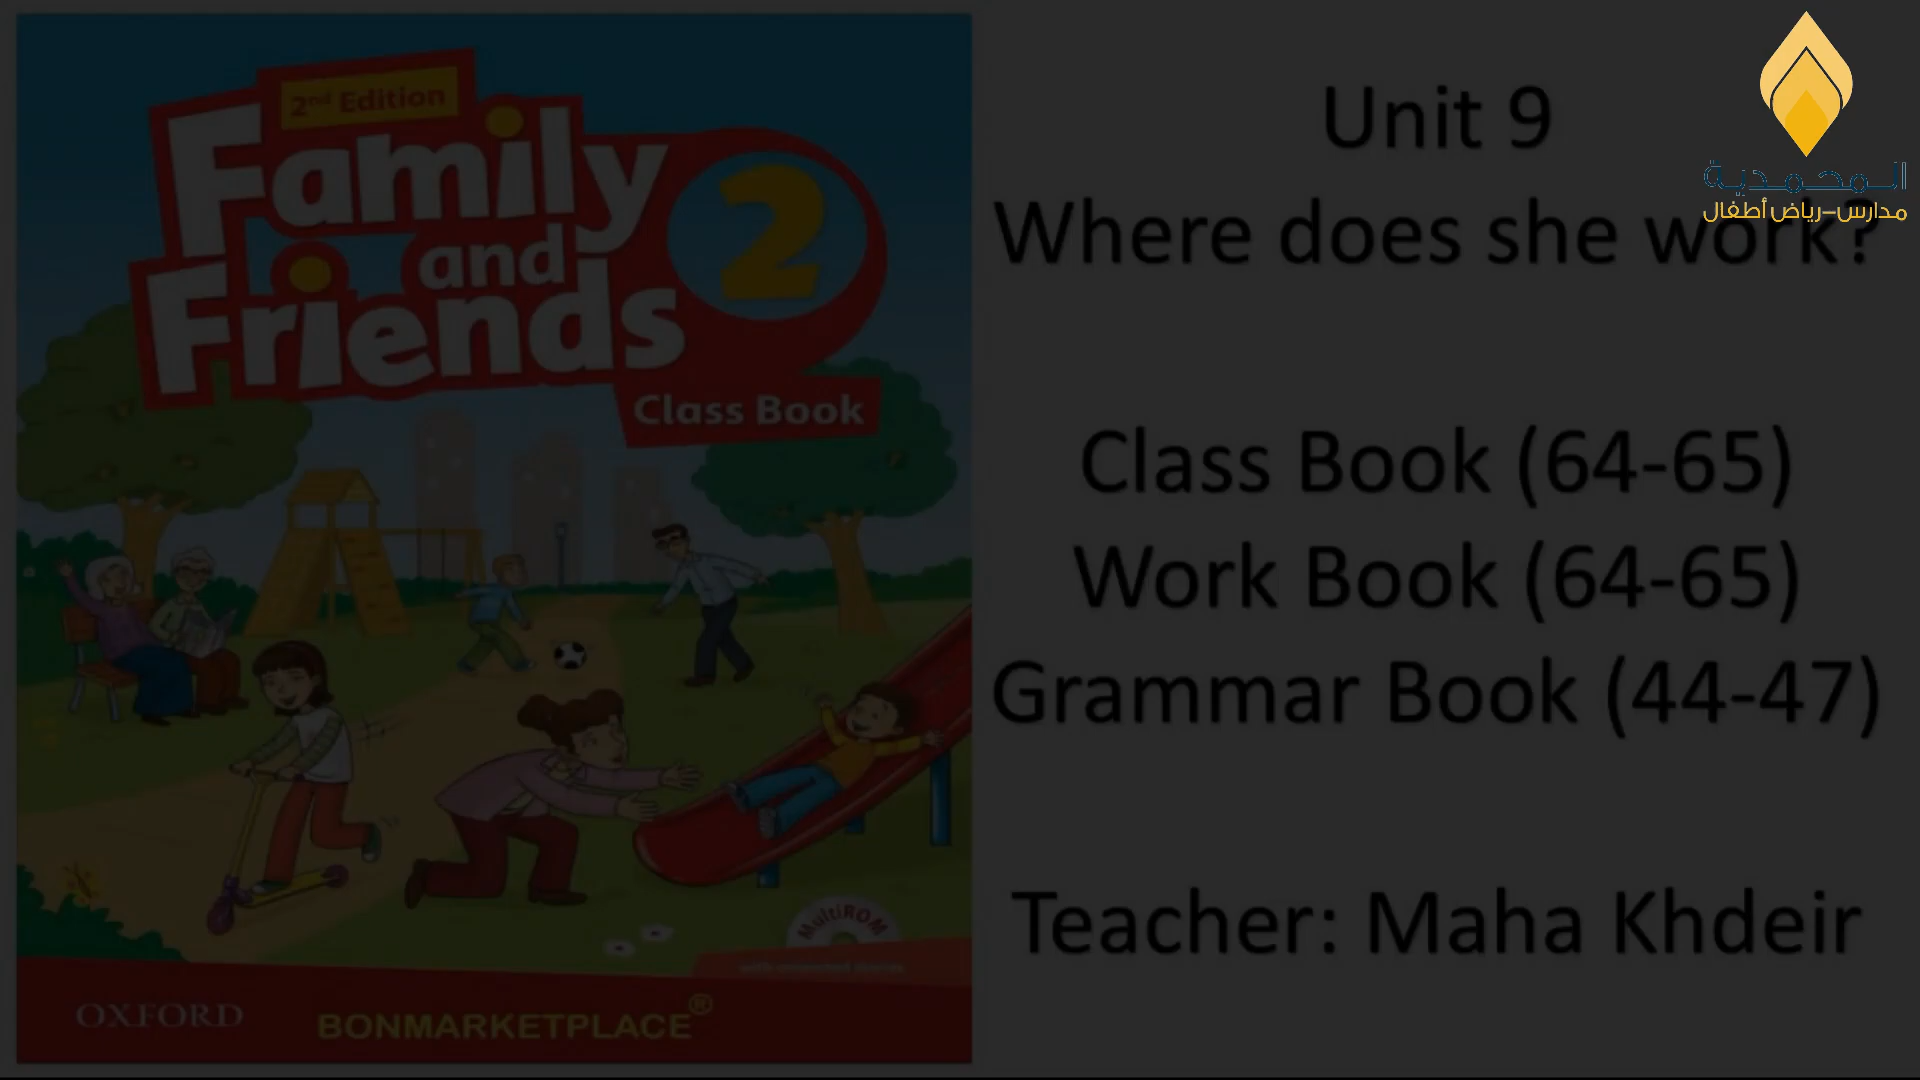 2nd Edition
Family
and
Friends
2
Class Book
MultiROM
OXFORD
BONMARKETPLACE®
Unit 9
Where does she work?
Class Book (64-65)
Work Book (64-65)
Grammar Book (44-47)
Teacher: Maha Khdeir
المحمدية
مدارس-رياض أطفال